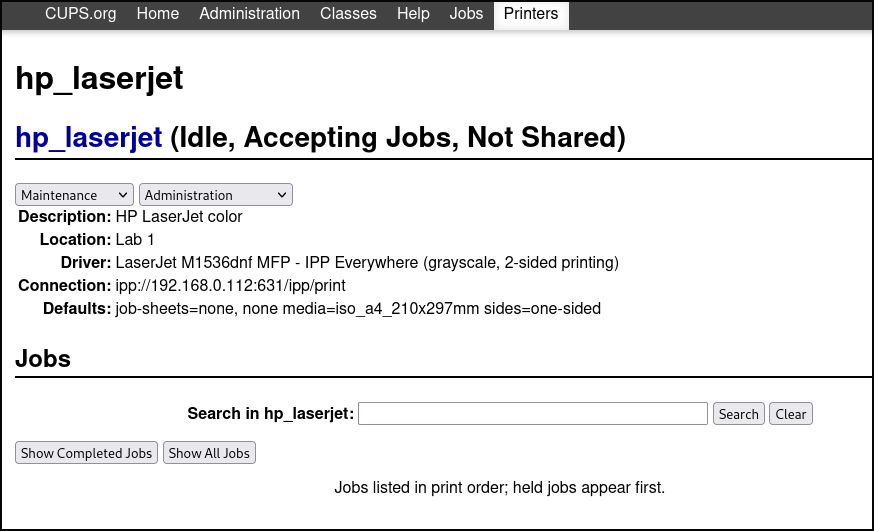 CUPS.org Home Administration Classes Help Jobs Printers
hp_laserjet
hp_laserjet (Idle, Accepting Jobs, Not Shared)
Maintenance Administration
Description: HP LaserJet color
Location: Lab 1
Driver: LaserJet M1536dnf MFP - IPP Everywhere (grayscale, 2-sided printing)
Connection: ipp://192.168.0.112:631/ipp/print
Defaults: job-sheets=none, none media=iso_a4_210x297mm sides=one-sided
Jobs
Search in hp_laserjet: Search Clear
Show Completed Jobs Show All Jobs
Jobs listed in print order; held jobs appear first.